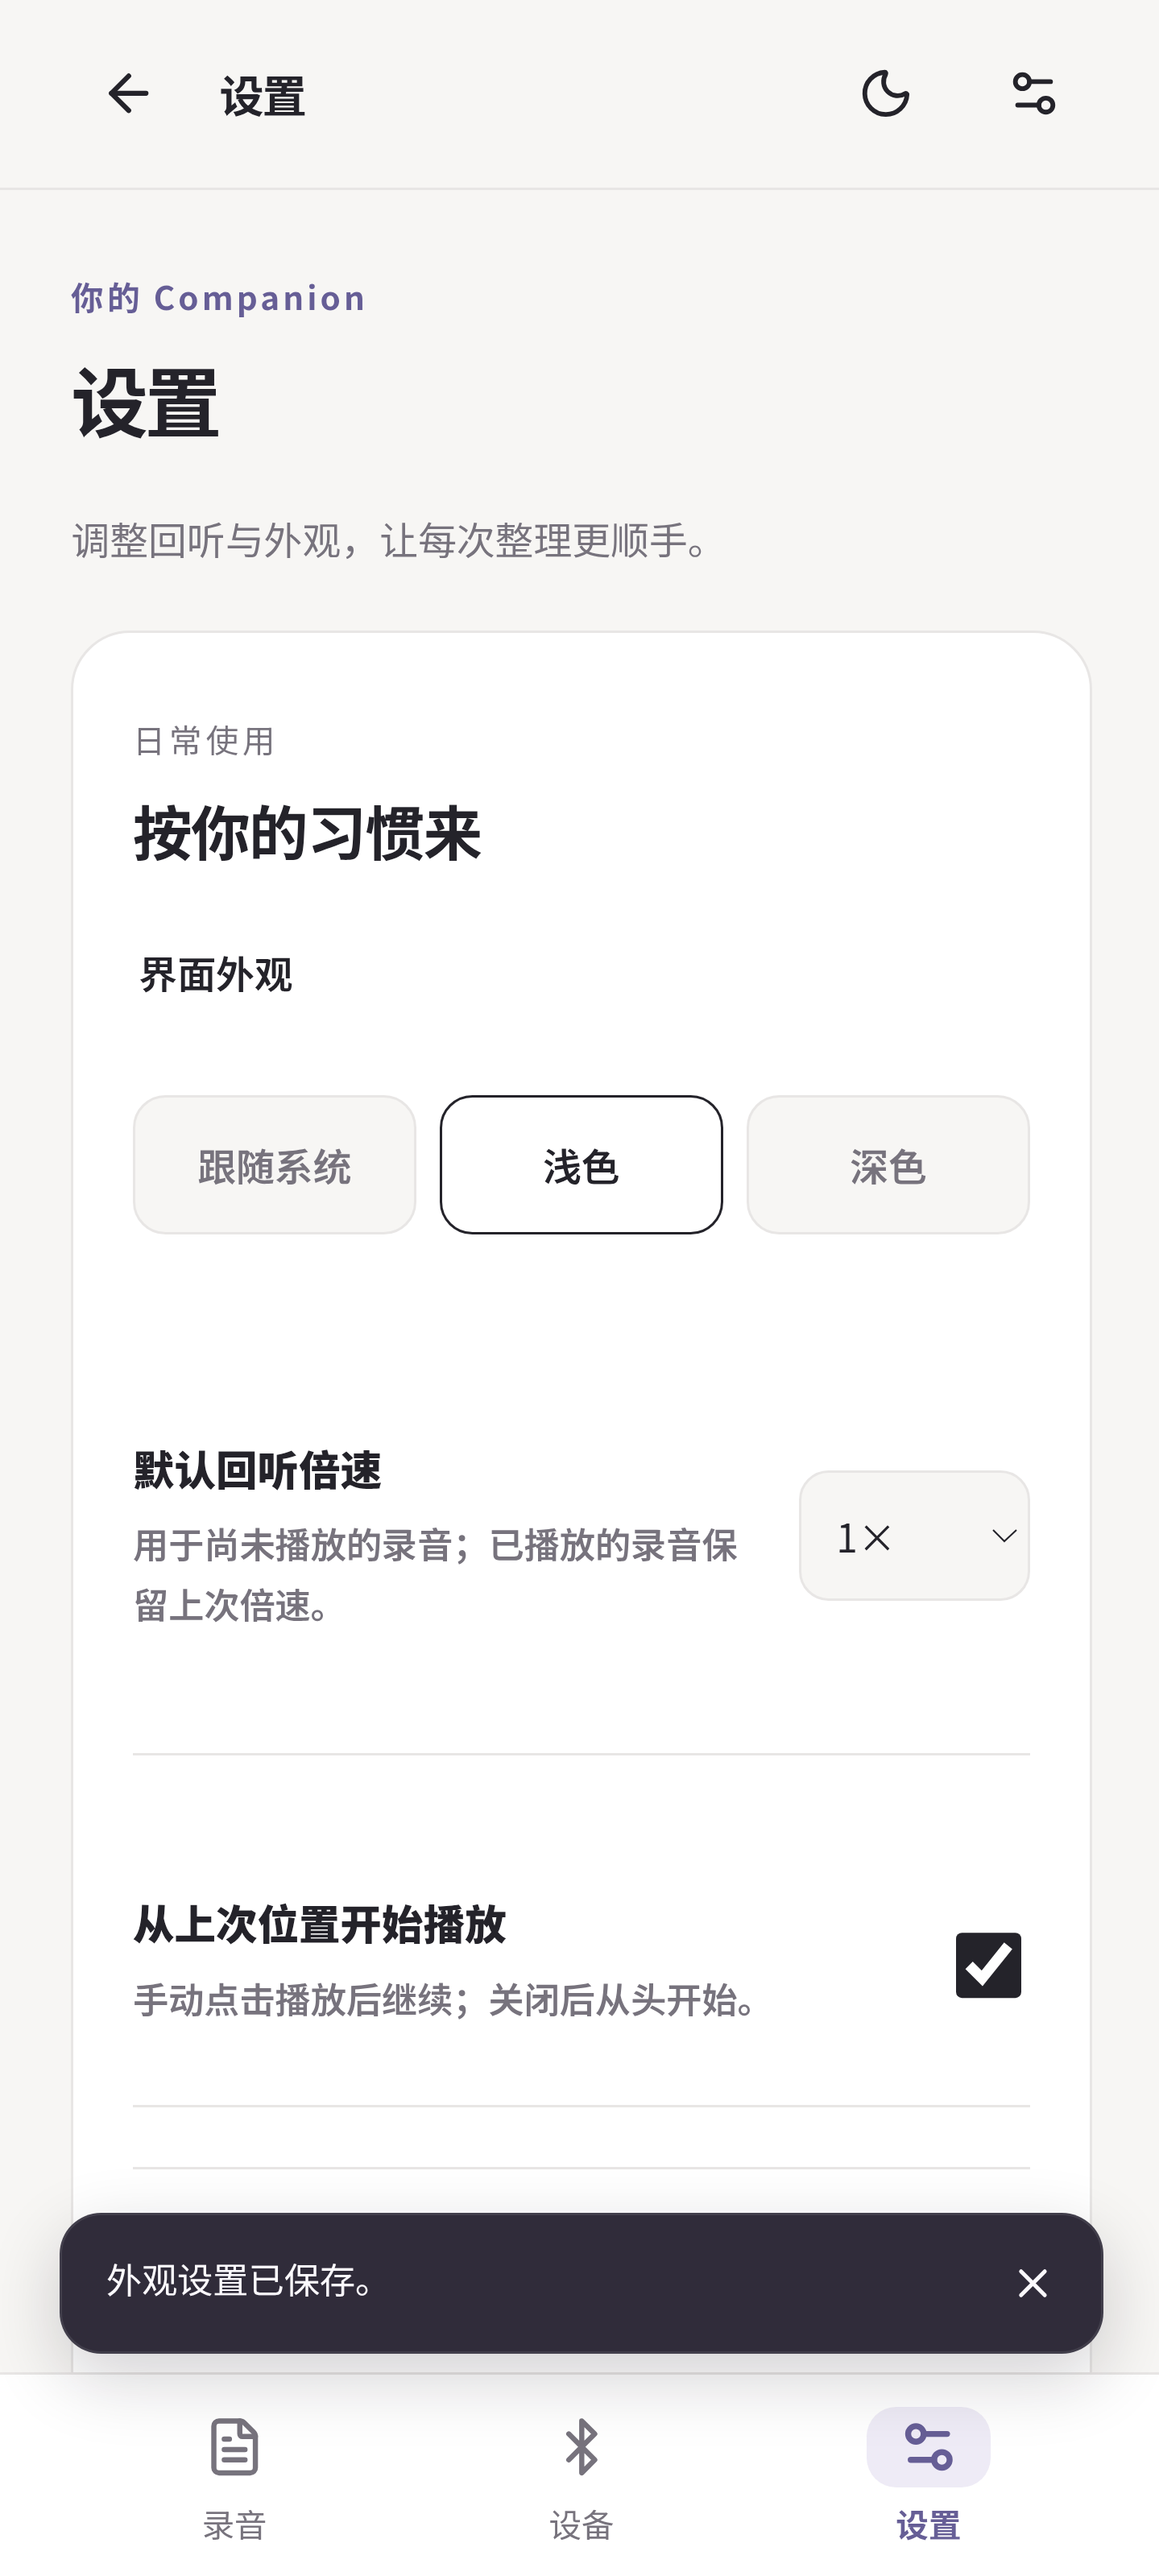 设置
你的 Companion
设置
调整回听与外观，让每次整理更顺手。
日常使用
按你的习惯来
界面外观
跟随系统
浅色
深色
默认回听倍速
用于尚未播放的录音；已播放的录音保
留上次倍速。
1×
从上次位置开始播放
手动点击播放后继续；关闭后从头开始。
外观设置已保存。
录音
设备
设置